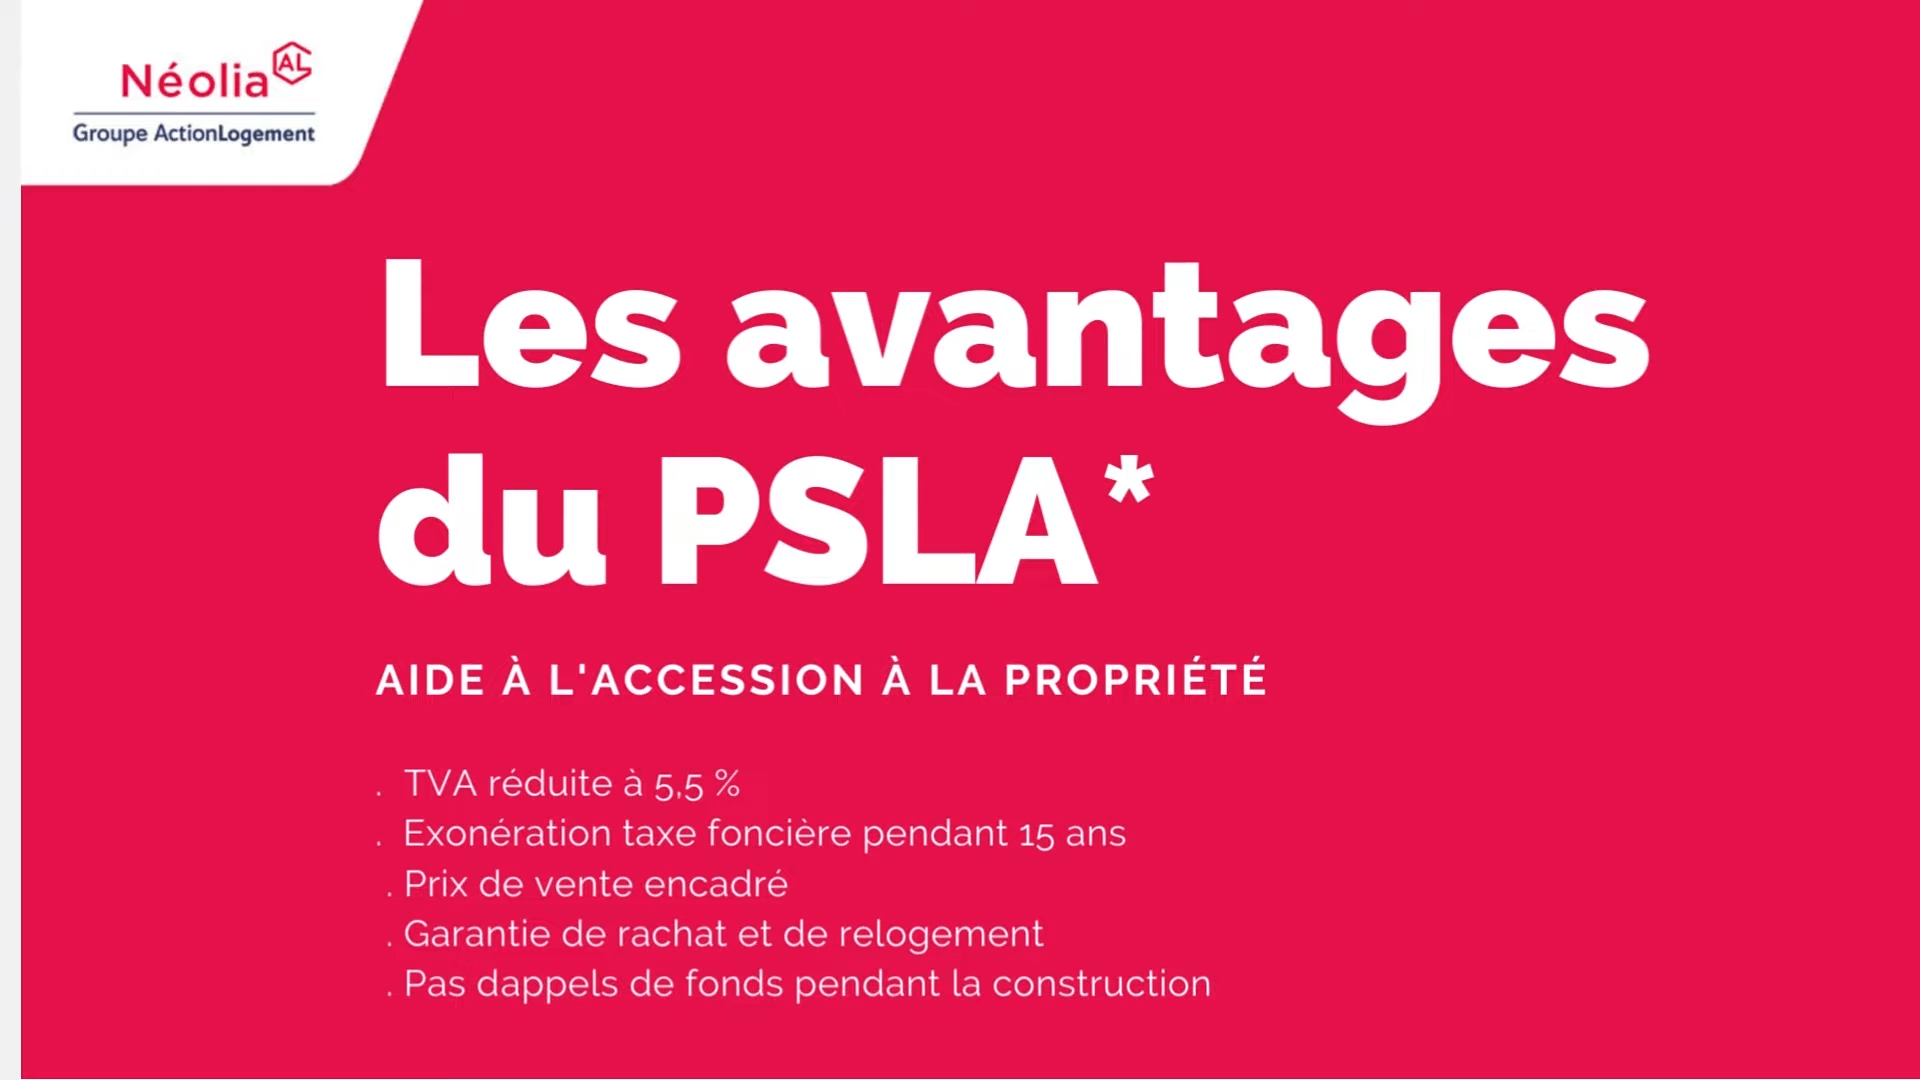 Néolia AL
Groupe ActionLogement
Les avantages
du PSLA*
AIDE À L'ACCESSION À LA PROPRIÉTÉ
. TVA réduite à 5,5 %
. Exonération taxe foncière pendant 15 ans
. Prix de vente encadré
. Garantie de rachat et de relogement
. Pas dappels de fonds pendant la construction